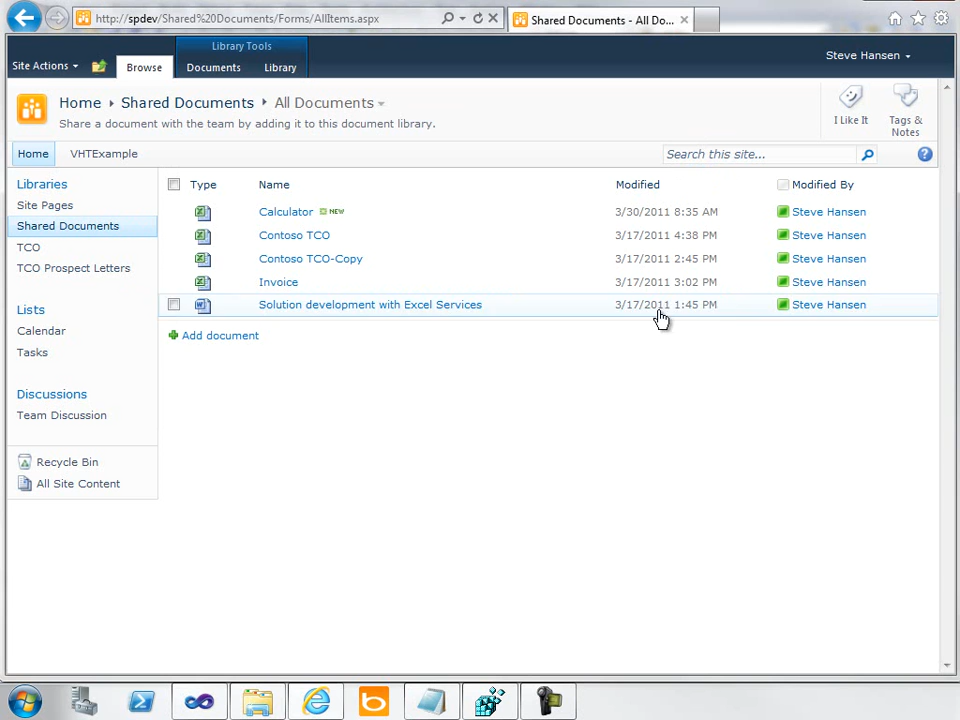 http://spdev/Shared%20Documents/Forms/AllItems.aspx
Shared Documents - All Do...
Library Tools
Site Actions
Browse
Documents
Library
Steve Hansen
Home
Shared Documents
All Documents
Share a document with the team by adding it to this document library.
I Like It
Tags &
Notes
Home
VHTExample
Search this site...
Libraries
Site Pages
Shared Documents
TCO
TCO Prospect Letters
Lists
Calendar
Tasks
Discussions
Team Discussion
Recycle Bin
All Site Content
Type
Name
Modified
Modified By
Calculator
NEW
3/30/2011 8:35 AM
Steve Hansen
Contoso TCO
3/17/2011 4:38 PM
Steve Hansen
Contoso TCO-Copy
3/17/2011 2:45 PM
Steve Hansen
Invoice
3/17/2011 3:02 PM
Steve Hansen
Solution development with Excel Services
3/17/2011 1:45 PM
Steve Hansen
Add document